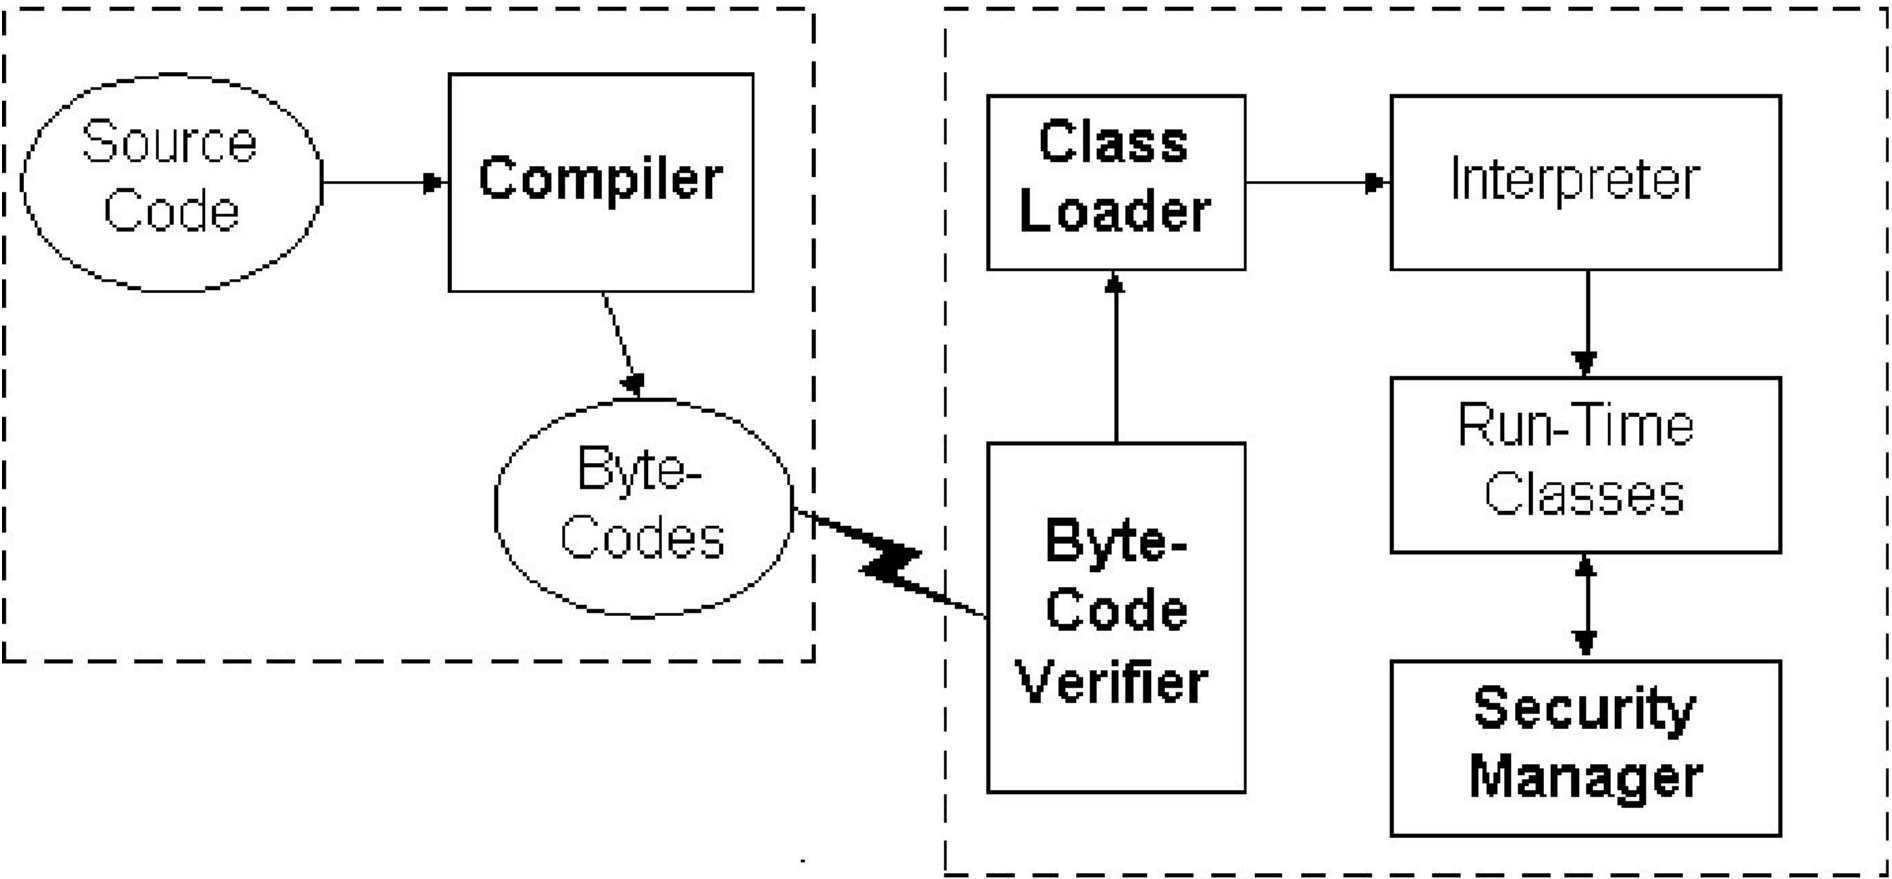 Source
Code
Compiler
Byte-
Codes
Class
Loader
Interpreter
Byte-
Code
Verifier
Run-Time
Classes
Security
Manager